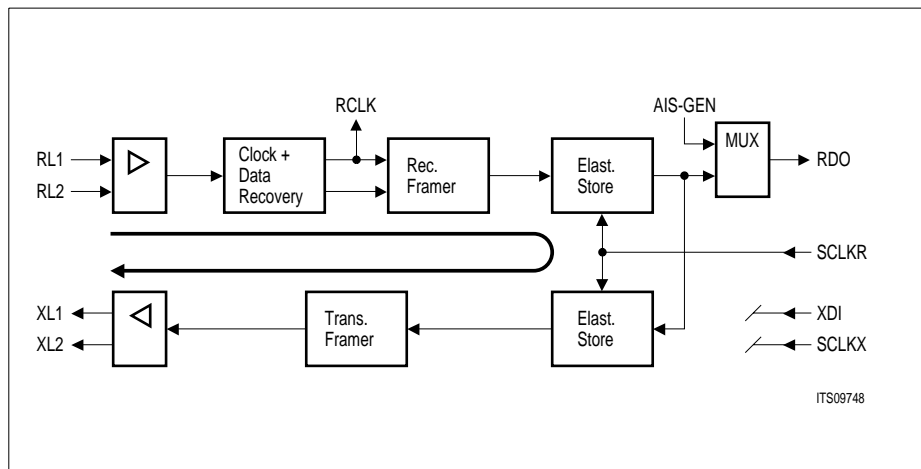 RCLK
AIS-GEN
MUX
RL1
RL2
Clock +
Data
Recovery
Rec.
Framer
Elast.
Store
RDO
SCLKR
XL1
XL2
Trans.
Framer
Elast.
Store
XDI
SCLKX
ITS09748